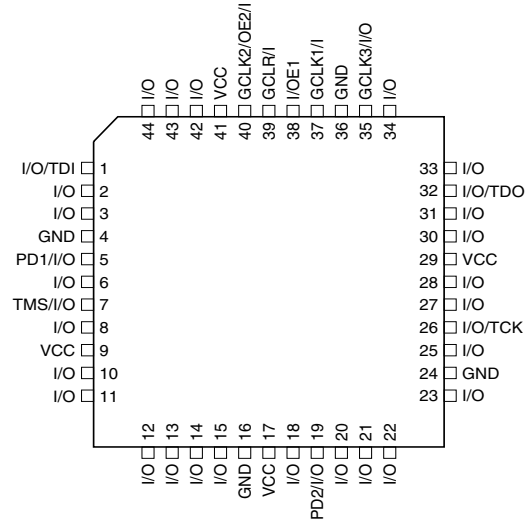 I/O
I/O
I/O
VCC
GCLK2/OE2/I
GCLR/I
I/OE1
GCLK1/I
GND
GCLK3/I/O
I/O
44 43 42 41 40 39 38 37 36 35 34
I/O/TDI 1
I/O 2
I/O 3
GND 4
PD1/I/O 5
I/O 6
TMS/I/O 7
I/O 8
VCC 9
I/O 10
I/O 11
33 I/O
32 I/O/TDO
31 I/O
30 I/O
29 VCC
28 I/O
27 I/O
26 I/O/TCK
25 I/O
24 GND
23 I/O
12 13 14 15 16 17 18 19 20 21 22
I/O
I/O
I/O
I/O
GND
VCC
I/O
PD2/I/O
I/O
I/O
I/O